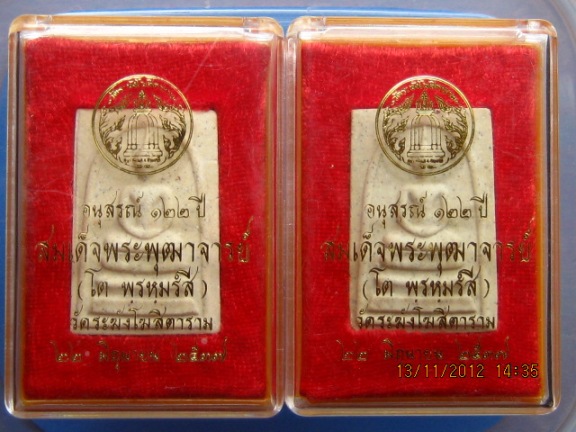 อนุสรณ์ ๑๒๒ ปี
สมเด็จพระพุฒาจารย์
(โต พรหมรํสี)
วัดระฆังโฆสิตาราม
๒๒ มิถุนายน ๒๕๓๗
อนุสรณ์ ๑๒๒ ปี
สมเด็จพระพุฒาจารย์
(โต พรหมรํสี)
วัดระฆังโฆสิตาราม
๒๒ มิถุนายน ๒๕๓๗
13/11/2012 14:35